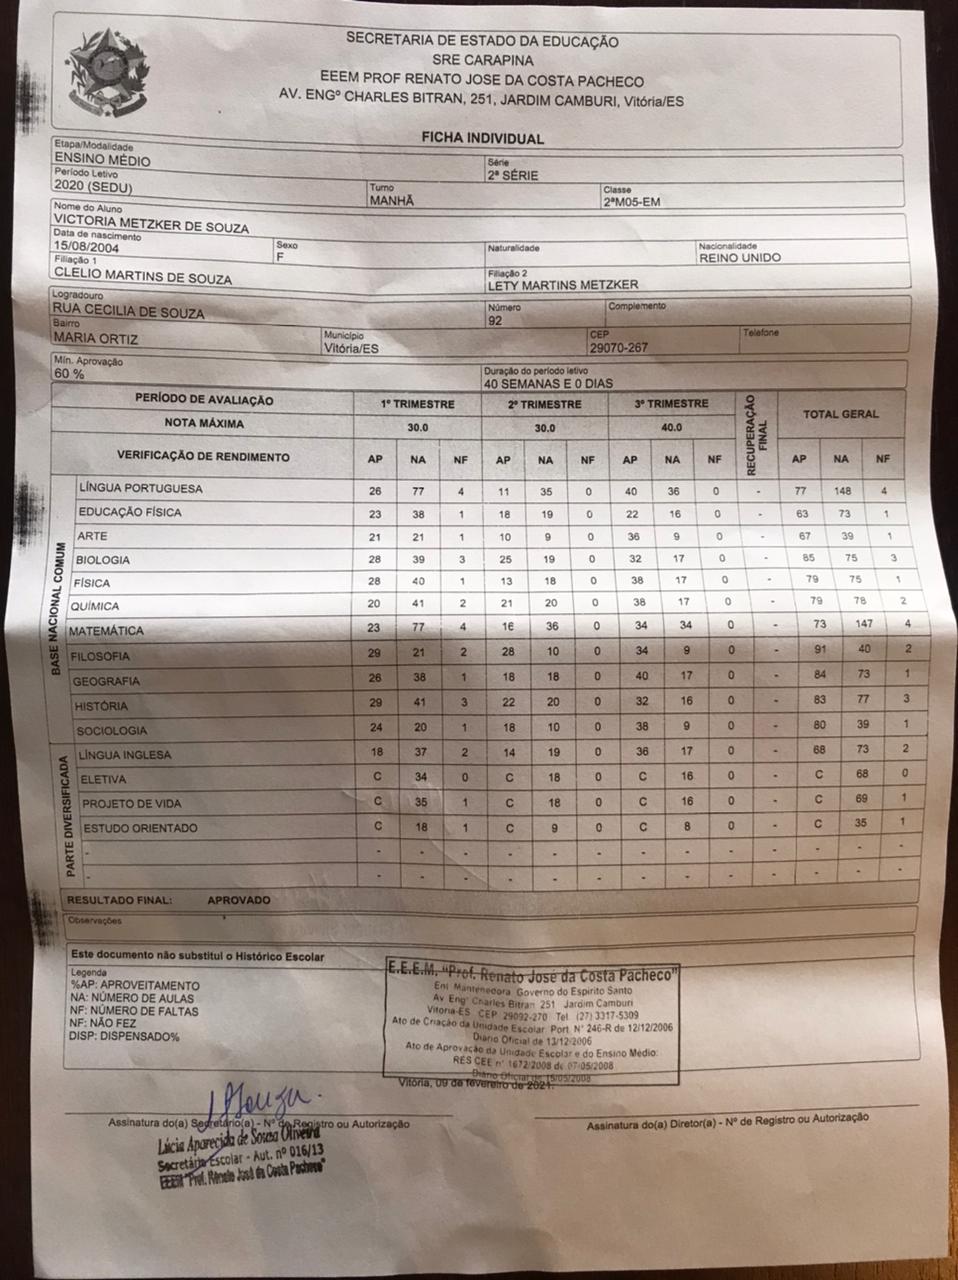 SECRETARIA DE ESTADO DA EDUCAÇÃO
SRE CARAPINA
EEEM PROF RENATO JOSE DA COSTA PACHECO
AV. ENGº CHARLES BITRAN, 251, JARDIM CAMBURI, Vitória/ES
FICHA INDIVIDUAL
Etapa/Modalidade
ENSINO MÉDIO
Série
2ª SÉRIE
Período Letivo
2020 (SEDU)
Turno
MANHÃ
Classe
2ªM05-EM
Nome do Aluno
VICTORIA METZKER DE SOUZA
Data de nascimento
15/08/2004
Sexo
F
Naturalidade
Nacionalidade
REINO UNIDO
Filiação 1
CLELIO MARTINS DE SOUZA
Filiação 2
LETY MARTINS METZKER
Logradouro
RUA CECILIA DE SOUZA
Número
92
Complemento
Bairro
MARIA ORTIZ
Município
Vitória/ES
CEP
29070-267
Telefone
Min. Aprovação
60 %
Duração do período letivo
40 SEMANAS E 0 DIAS
PERÍODO DE AVALIAÇÃO 1º TRIMESTRE 2º TRIMESTRE 3º TRIMESTRE RECUPERAÇÃO FINAL TOTAL GERAL
NOTA MÁXIMA 30.0 30.0 40.0
VERIFICAÇÃO DE RENDIMENTO AP NA NF AP NA NF AP NA NF AP NA NF
BASE NACIONAL COMUM
LÍNGUA PORTUGUESA 26 77 4 11 35 0 40 36 0 - 77 148 4
EDUCAÇÃO FÍSICA 23 38 1 18 19 0 22 16 0 - 63 73 1
ARTE 21 21 1 10 9 0 36 9 0 - 67 39 1
BIOLOGIA 28 39 3 25 19 0 32 17 0 - 85 75 3
FÍSICA 28 40 1 13 18 0 38 17 0 - 79 75 1
QUÍMICA 20 41 2 21 20 0 38 17 0 - 79 78 2
MATEMÁTICA 23 77 4 16 36 0 34 34 0 - 73 147 4
FILOSOFIA 29 21 2 28 10 0 34 9 0 - 91 40 2
GEOGRAFIA 26 38 1 18 18 0 40 17 0 - 84 73 1
HISTÓRIA 29 41 3 22 20 0 32 16 0 - 83 77 3
SOCIOLOGIA 24 20 1 18 10 0 38 9 0 - 80 39 1
PARTE DIVERSIFICADA
LÍNGUA INGLESA 18 37 2 14 19 0 36 17 0 - 68 73 2
ELETIVA C 34 0 C 18 0 C 16 0 - C 68 0
PROJETO DE VIDA C 35 1 C 18 0 C 16 0 - C 69 1
ESTUDO ORIENTADO C 18 1 C 9 0 C 8 0 - C 35 1
- - - - - - - - - - - - - -
- - - - - - - - - - - - - -
RESULTADO FINAL: APROVADO
Observações
Este documento não substitui o Histórico Escolar
Legenda
%AP: APROVEITAMENTO
NA: NÚMERO DE AULAS
NF: NÚMERO DE FALTAS
NF: NÃO FEZ
DISP: DISPENSADO%
E.E.E.M. "Prof. Renato José da Costa Pacheco"
Ent Mantenedora Governo do Espirito Santo
Av Eng° Charles Bitran 251 Jardim Camburi
Vitoria-ES CEP 29092-270 Tel. (27) 3317-5309
Ato de Criação da Unidade Escolar Port. N° 246-R de 12/12/2006
Diário Oficial de 13/12/2006
Ato de Aprovação da Unidade Escolar e do Ensino Médio:
RES CEE n° 1672/2008 de 07/05/2008
Diário Oficial de 15/05/2008
Vitória, 09 de fevereiro de 2021.
Assinatura do(a) Secretário(a) - Nº de Registro ou Autorização
Assinatura do(a) Diretor(a) - Nº de Registro ou Autorização
Lúcia Aparecida de Sousa Oliveira
Secretária Escolar - Aut. nº 016/13
EEEM "Prof. Renato José da Costa Pacheco"